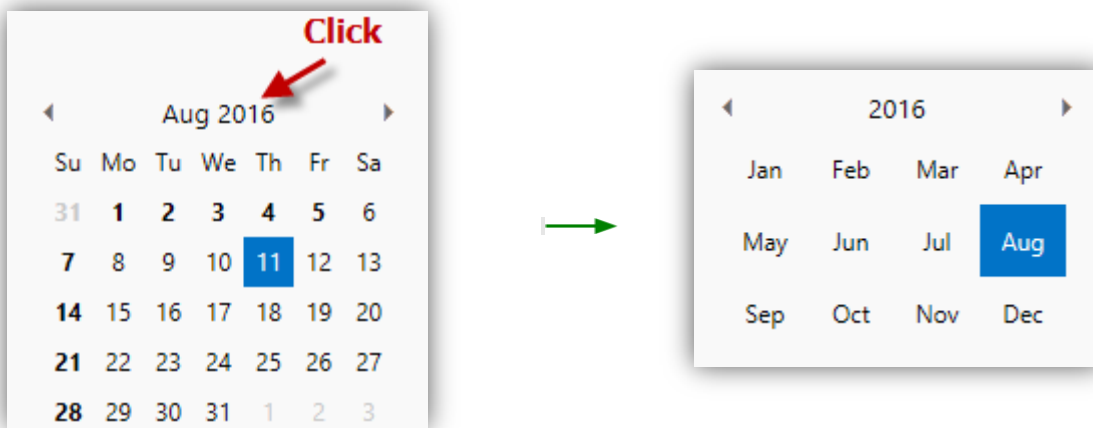 Click
Aug 2016
Su Mo Tu We Th Fr Sa
31 1 2 3 4 5 6
7 8 9 10 11 12 13
14 15 16 17 18 19 20
21 22 23 24 25 26 27
28 29 30 31 1 2 3
2016
Jan Feb Mar Apr
May Jun Jul Aug
Sep Oct Nov Dec